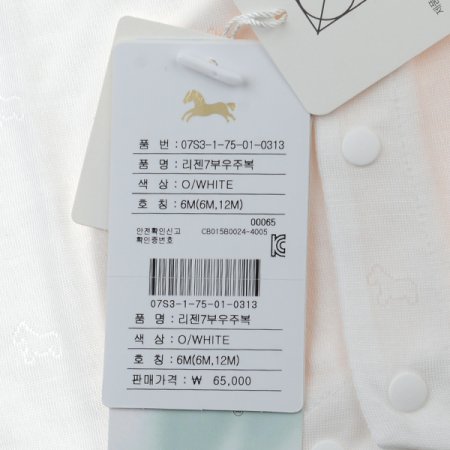 품 번 : 07S3-1-75-01-0313
품 명 : 리젠7부우주복
색 상 : O/WHITE
호 칭 : 6M(6M,12M)
00065
안전확인신고
확인증번호 CB015B0024-4005
07S3-1-75-01-0313
품 명 : 리젠7부우주복
색 상 : O/WHITE
호 칭 : 6M(6M,12M)
판매가격 : ₩ 65,000